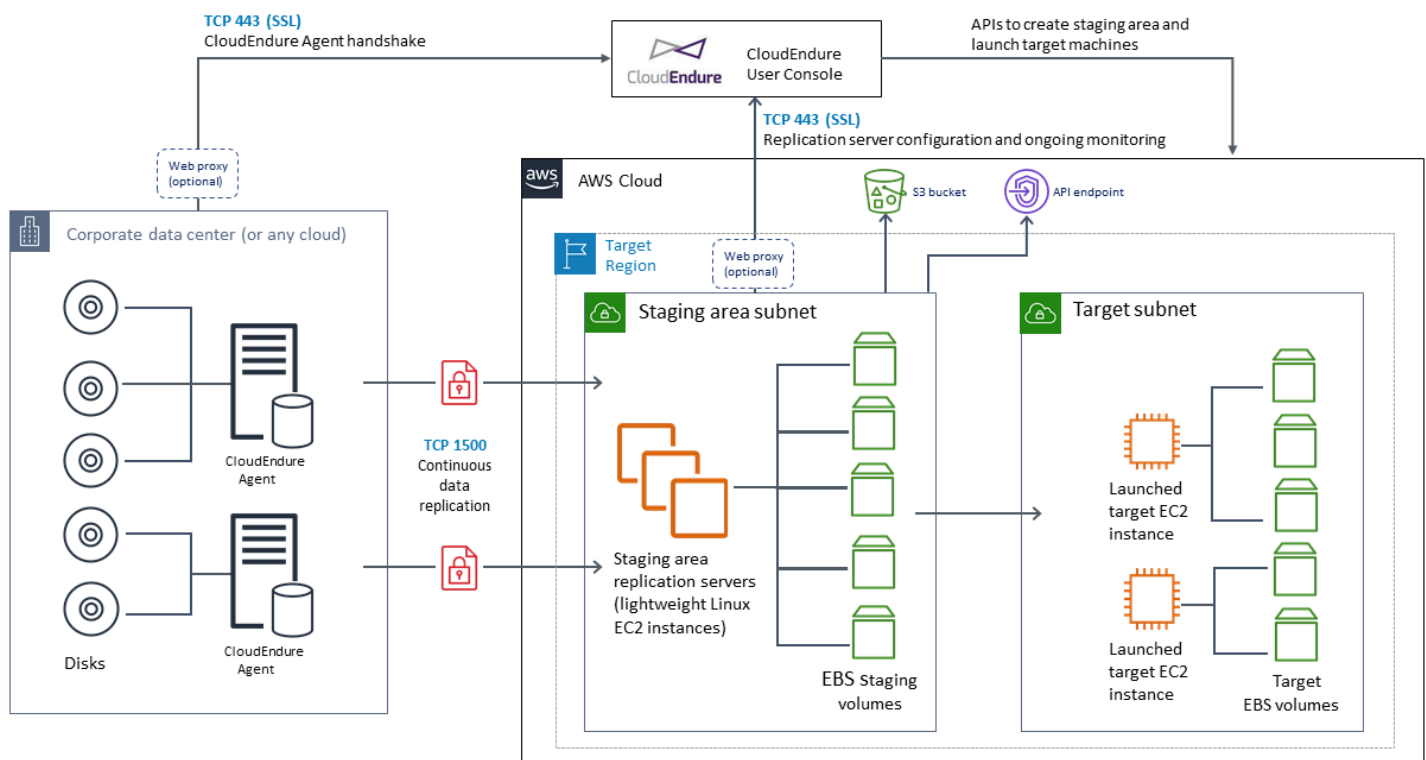 TCP 443 (SSL)
CloudEndure Agent handshake
CloudEndure
CloudEndure
User Console
APIs to create staging area and
launch target machines
TCP 443 (SSL)
Replication server configuration and ongoing monitoring
Web proxy
(optional)
aws
AWS Cloud
S3 bucket
API endpoint
Corporate data center (or any cloud)
Target
Region
Web proxy
(optional)
Staging area subnet
Target subnet
CloudEndure
Agent
TCP 1500
Continuous
data
replication
Launched
target EC2
instance
Staging area
replication servers
(lightweight Linux
EC2 instances)
CloudEndure
Agent
Disks
EBS Staging
volumes
Launched
target EC2
instance
Target
EBS volumes